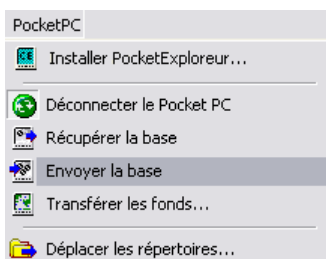 PocketPC
Installer PocketExploreur...
Déconnecter le Pocket PC
Récupérer la base
Envoyer la base
Transférer les fonds...
Déplacer les répertoires...